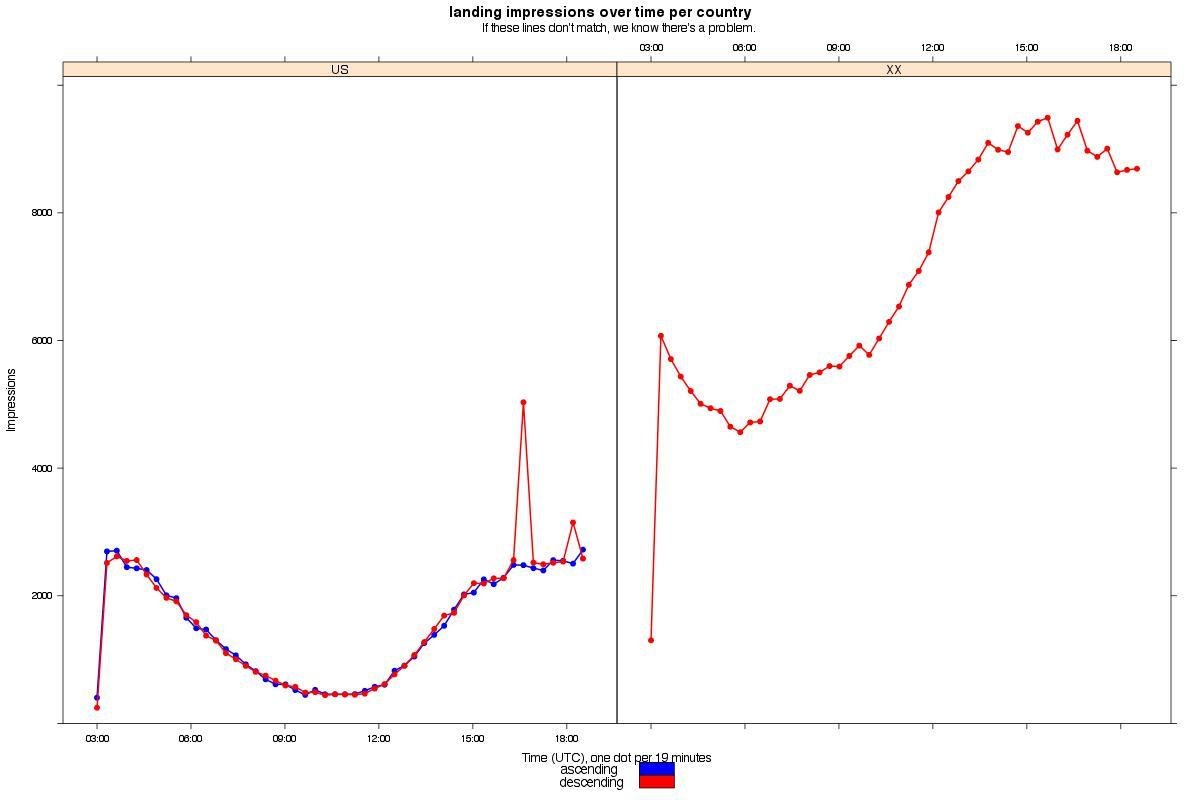 landing impressions over time per country
If these lines don't match, we know there's a problem.
03:00 06:00 09:00 12:00 15:00 18:00
US XX
8000
6000
4000
2000
Impressions
03:00 06:00 09:00 12:00 15:00 18:00
Time (UTC), one dot per 19 minutes
ascending
descending